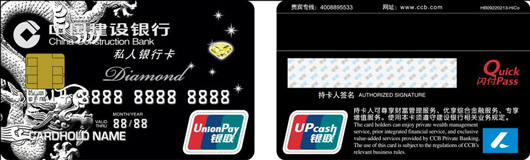 中国建设银行
China Construction Bank
私人银行卡
Diamond
8888 8888 8888 8888
MONTH/YEAR
VALID THRU 88/88
CARDHOLD NAME
UnionPay
银联
贵宾专线：4008895533 网址：www.ccb.com HB09220213-HiCo
Quick
闪付Pass
持卡人签名 AUTHORIZED SIGNATURE
持卡人可尊享财富管理服务、优享综合金融服务、专享
增值服务。使用本卡须遵守建设银行相关业务规定。
The card holders can enjoy private wealth management
service, prior integrated financial service, and exclusive
value-added services provided by CCB Private Banking.
The use of this card is subject to the regulations of CCB's
relevant business rules.
UPcash
银联